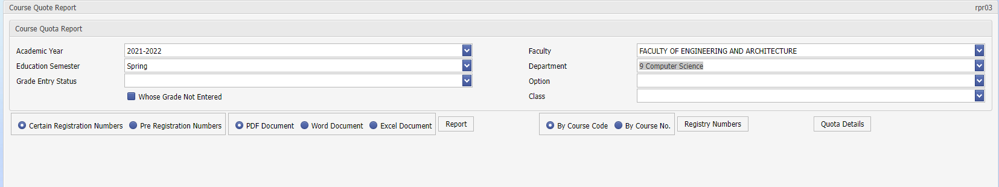 Course Quote Report rpr03
Course Quota Report
Academic Year 2021-2022 Faculty FACULTY OF ENGINEERING AND ARCHITECTURE
Education Semester Spring Department 9 Computer Science
Grade Entry Status Option
Whose Grade Not Entered Class
Certain Registration Numbers Pre Registration Numbers PDF Document Word Document Excel Document Report By Course Code By Course No. Registry Numbers Quota Details